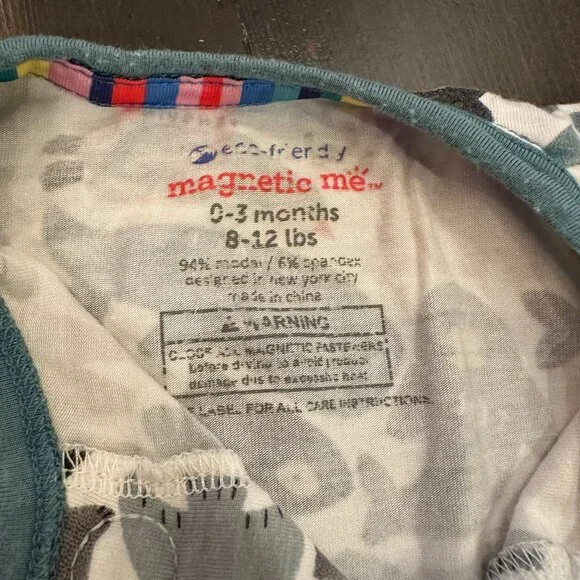 eco-friendly
magnetic me™
0-3 months
8-12 lbs
94% modal / 6% spandex
designed in new york city
made in china
⚠ WARNING
CLOSE ALL MAGNETIC FASTENERS
before drying to avoid product
damage due to excessive heat
LABEL FOR ALL CARE INSTRUCTIONS